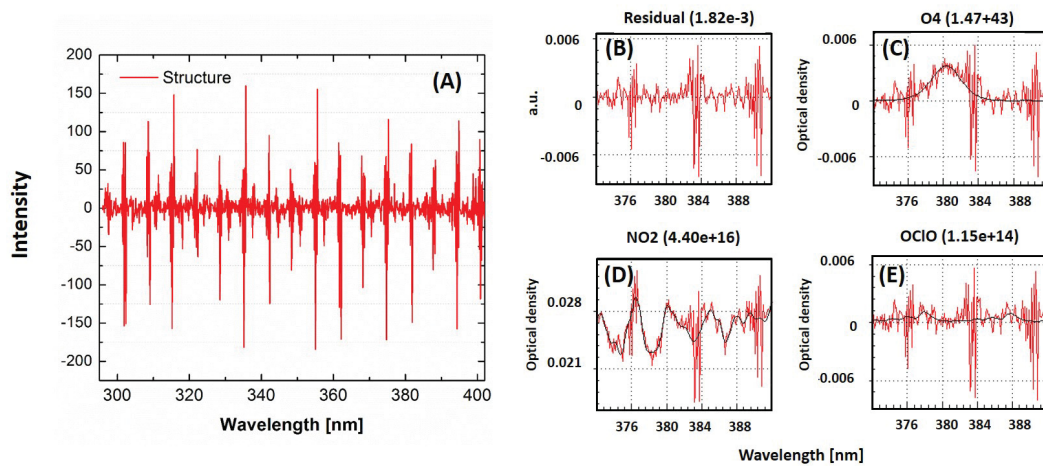 (A)
Structure
200
150
100
50
0
-50
-100
-150
-200
Intensity
300 320 340 360 380 400
Wavelength [nm]
Residual (1.82e-3)
(B)
0.006
0
-0.006
a.u.
376 380 384 388
O4 (1.47+43)
(C)
0.006
0
-0.006
Optical density
376 380 384 388
NO2 (4.40e+16)
(D)
0.028
0.021
Optical density
376 380 384 388
OClO (1.15e+14)
(E)
0.006
0
-0.006
Optical density
376 380 384 388
Wavelength [nm]